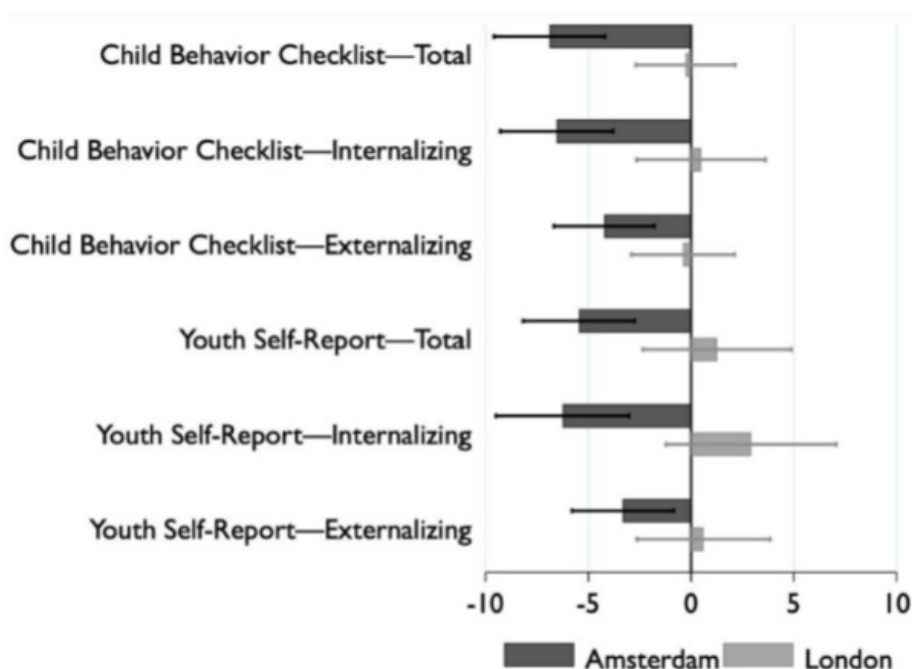 Child Behavior Checklist—Total
Child Behavior Checklist—Internalizing
Child Behavior Checklist—Externalizing
Youth Self-Report—Total
Youth Self-Report—Internalizing
Youth Self-Report—Externalizing
-10 -5 0 5 10
Amsterdam London